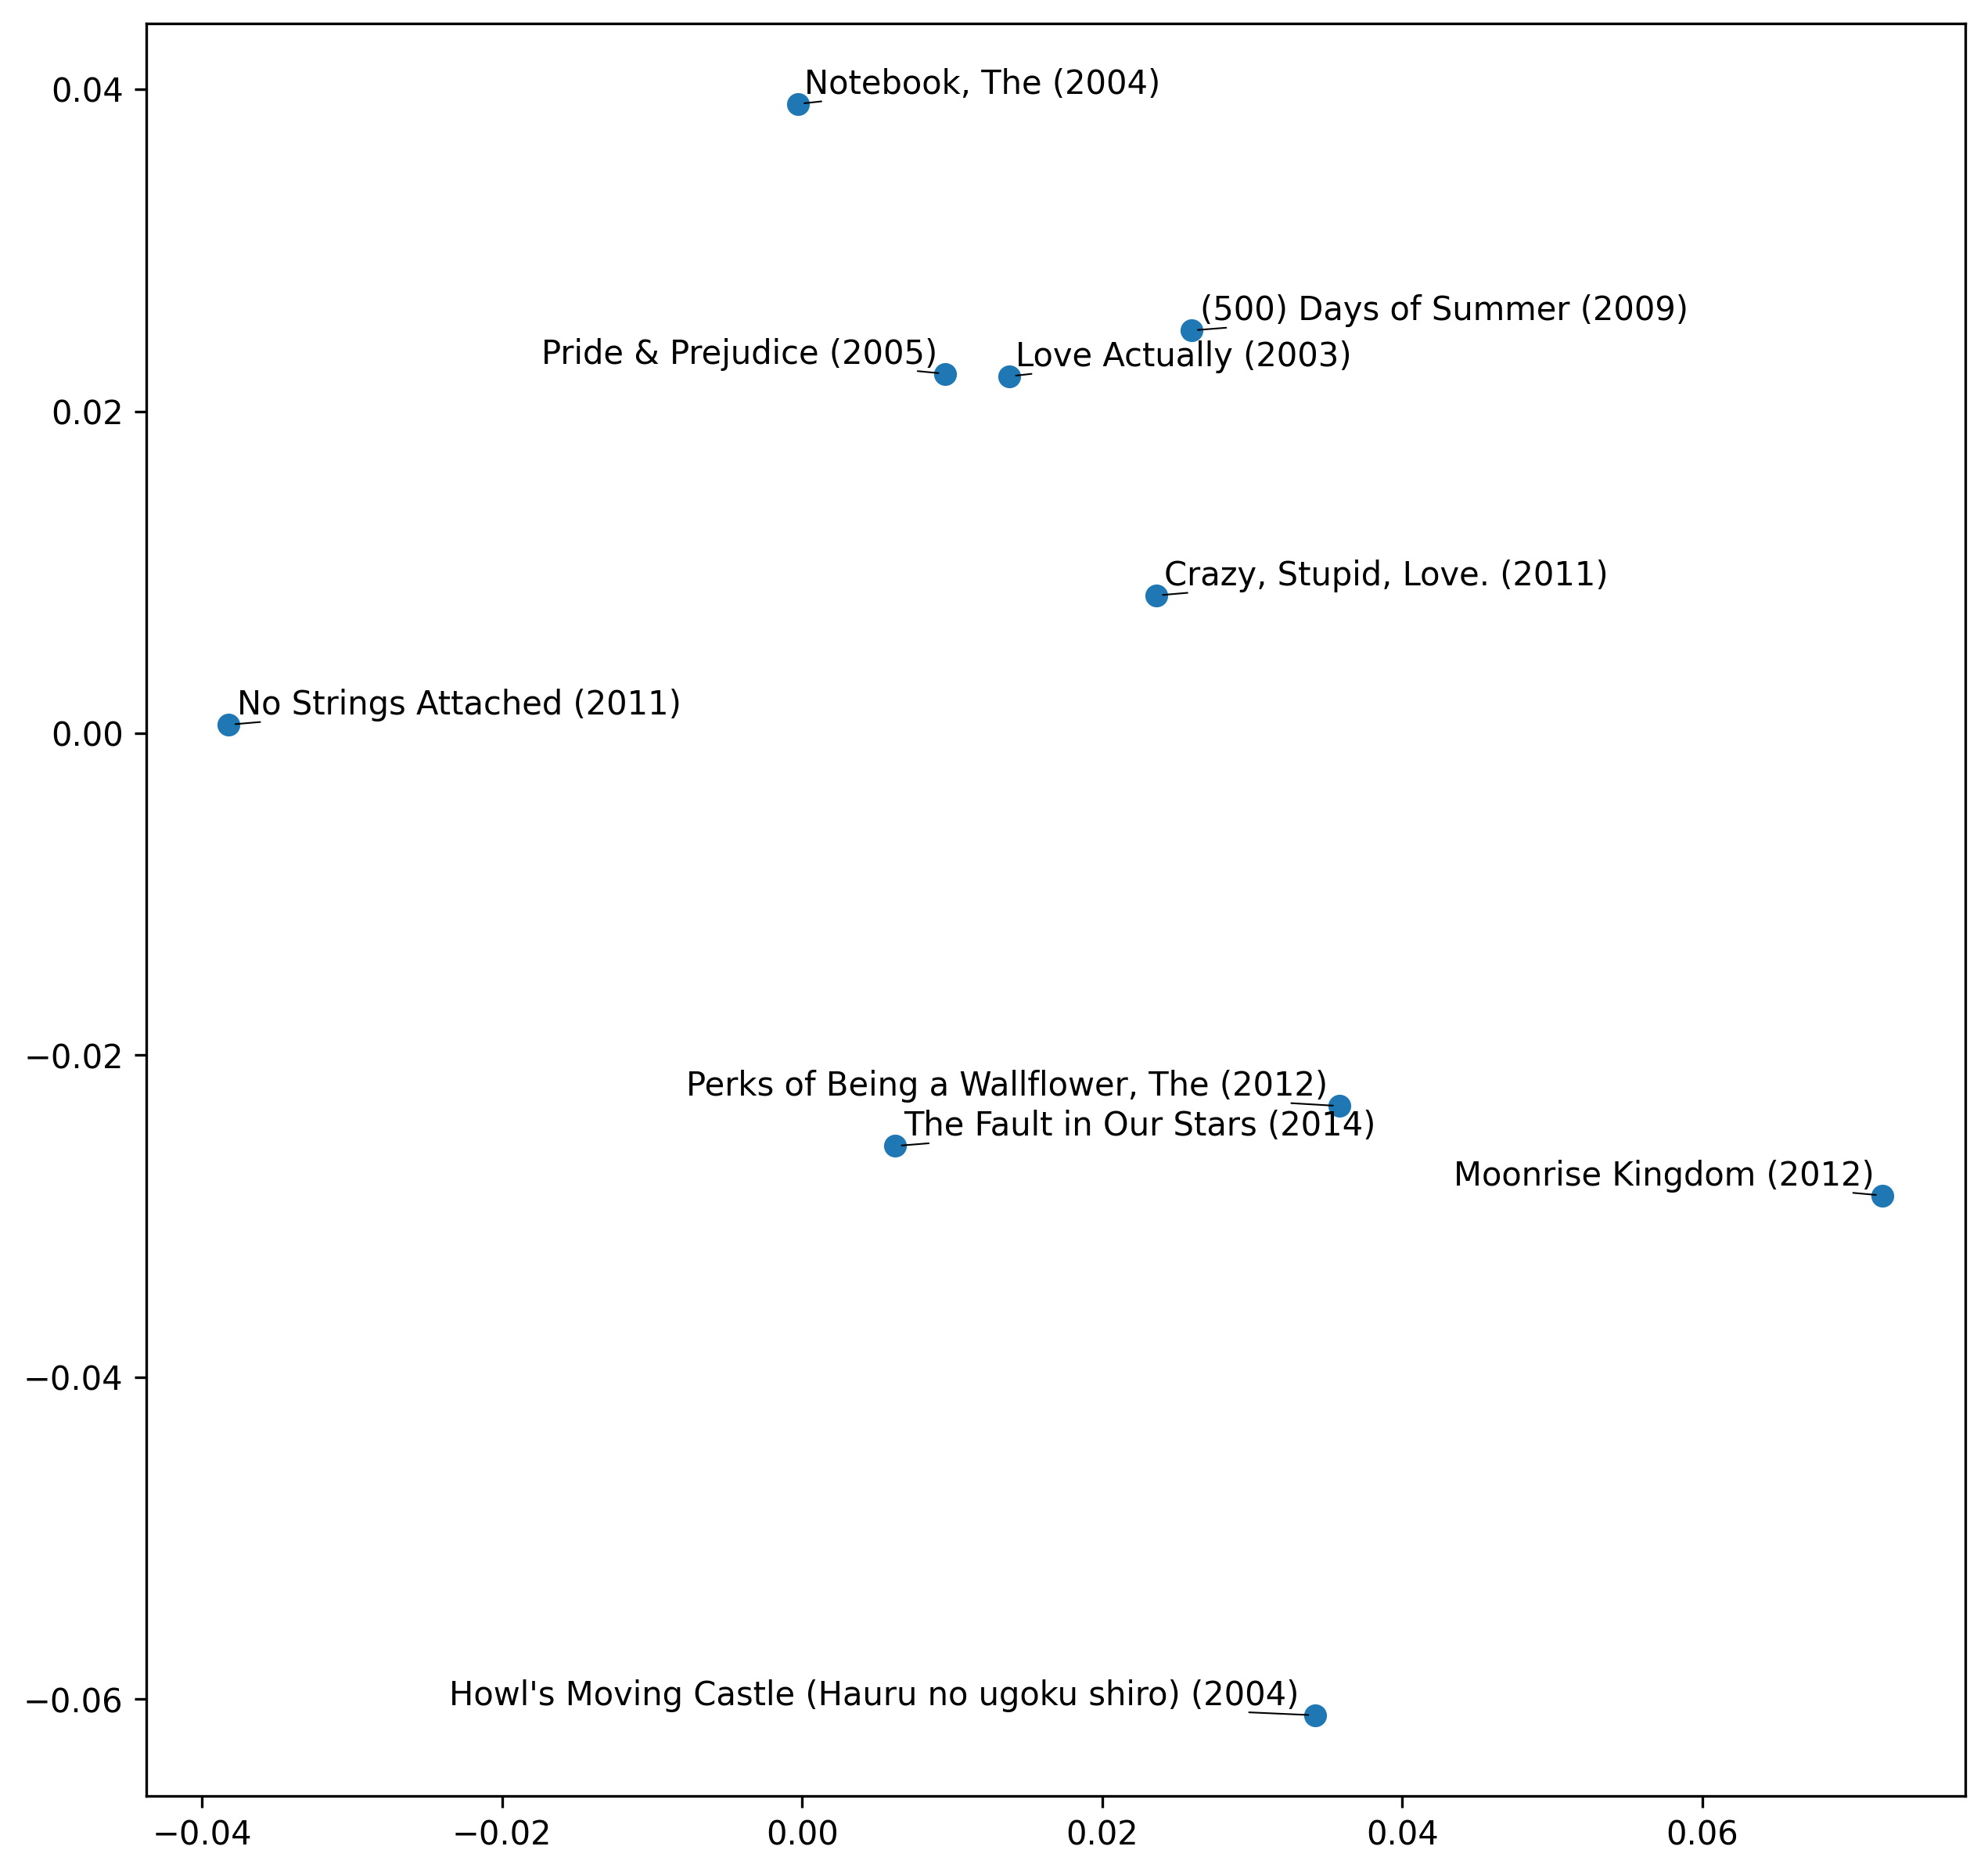 0.04
0.02
0.00
−0.02
−0.04
−0.06
Notebook, The (2004)
(500) Days of Summer (2009)
Pride & Prejudice (2005)
Love Actually (2003)
Crazy, Stupid, Love. (2011)
No Strings Attached (2011)
Perks of Being a Wallflower, The (2012)
The Fault in Our Stars (2014)
Moonrise Kingdom (2012)
Howl's Moving Castle (Hauru no ugoku shiro) (2004)
−0.04 −0.02 0.00 0.02 0.04 0.06